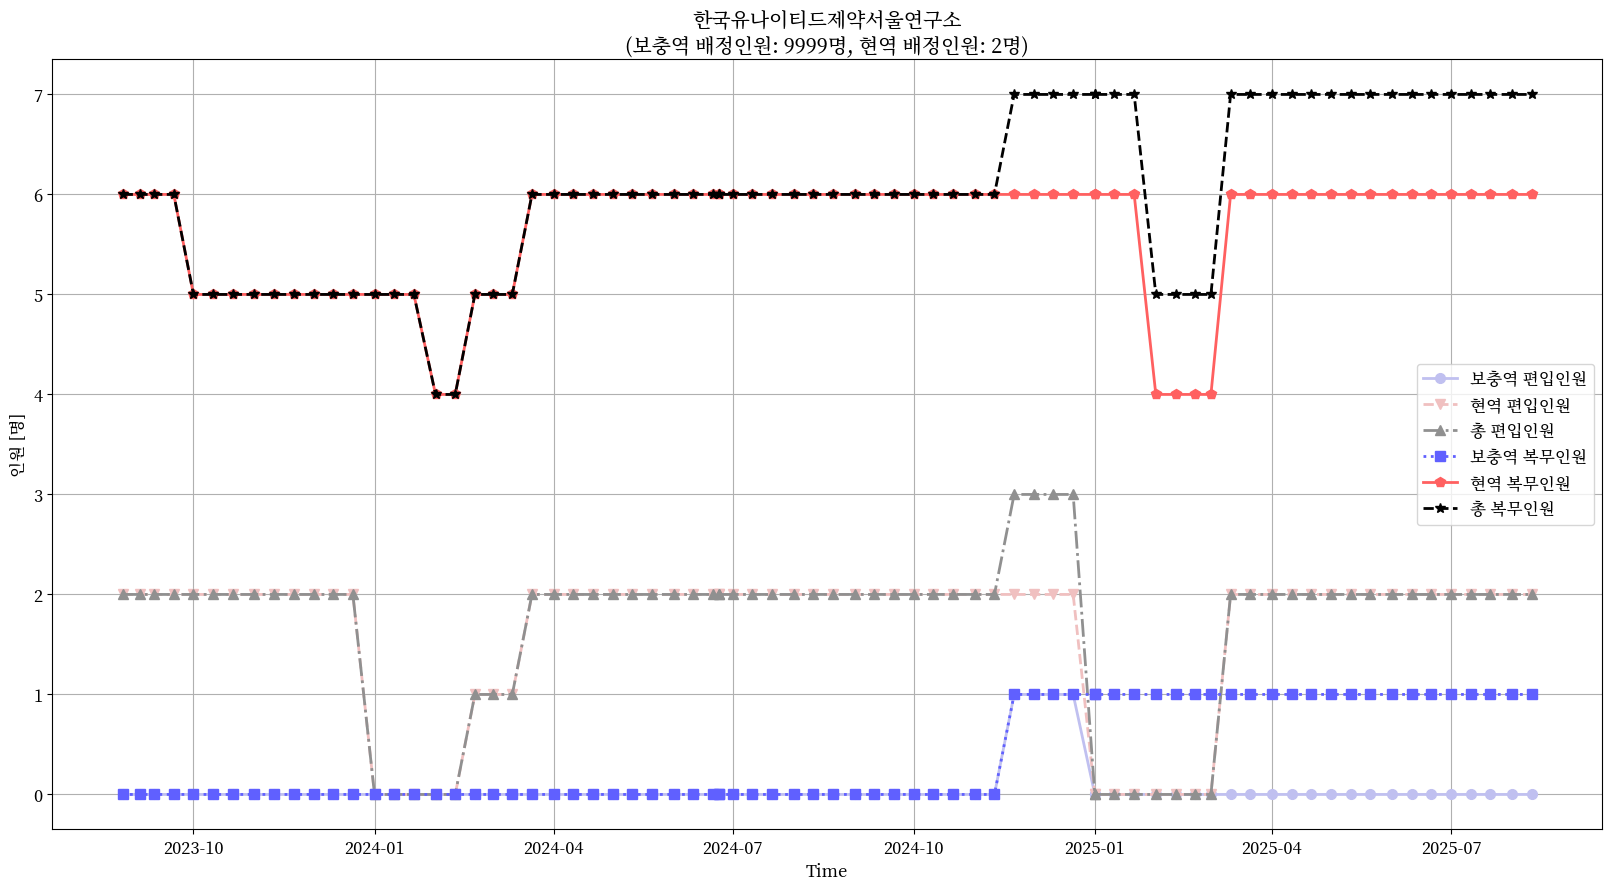 한국유나이티드제약서울연구소
(보충역 배정인원: 9999명, 현역 배정인원: 2명)
인원 [명]
7
6
5
4
3
2
1
0
보충역 편입인원
현역 편입인원
총 편입인원
보충역 복무인원
현역 복무인원
총 복무인원
2023-10
2024-01
2024-04
2024-07
2024-10
2025-01
2025-04
2025-07
Time